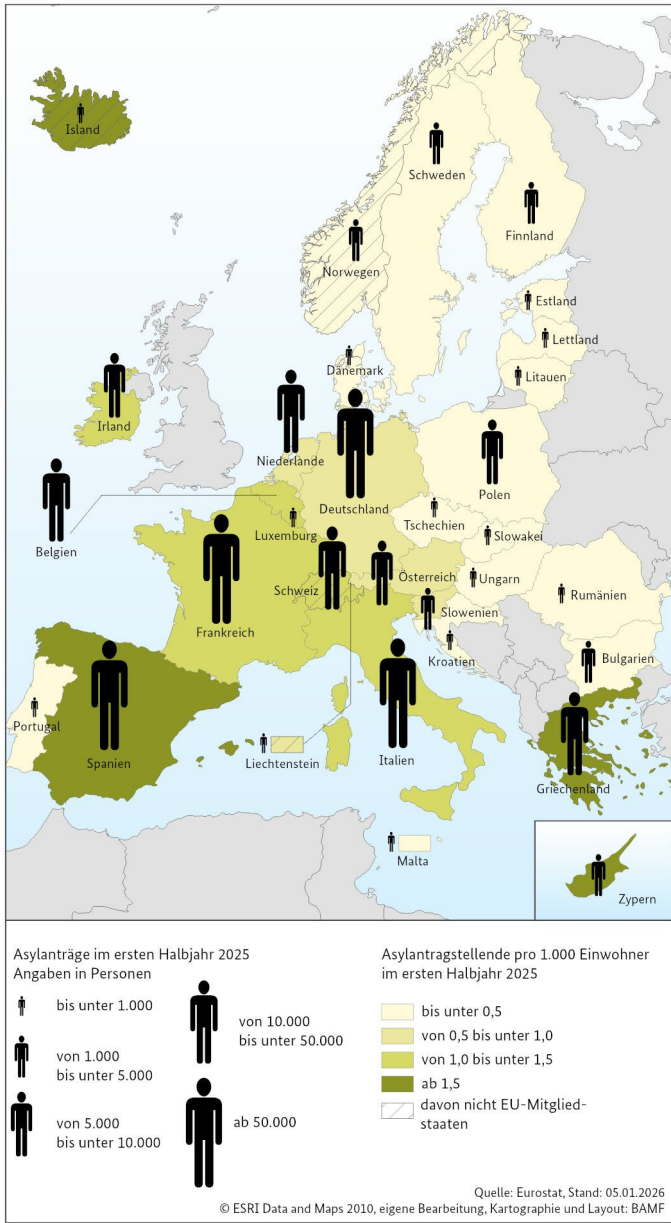 Island
Schweden
Finnland
Norwegen
Estland
Lettland
Dänemark
Litauen
Irland
Niederlande
Polen
Deutschland
Tschechien
Luxemburg
Slowakei
Belgien
Österreich
Ungarn
Schweiz
Rumänien
Slowenien
Frankreich
Kroatien
Bulgarien
Portugal
Spanien
Liechtenstein
Italien
Griechenland
Malta
Zypern
Asylanträge im ersten Halbjahr 2025
Angaben in Personen
bis unter 1.000
von 1.000
bis unter 5.000
von 5.000
bis unter 10.000
von 10.000
bis unter 50.000
ab 50.000
Asylantragstellende pro 1.000 Einwohner
im ersten Halbjahr 2025
bis unter 0,5
von 0,5 bis unter 1,0
von 1,0 bis unter 1,5
ab 1,5
davon nicht EU-Mitglied-
staaten
Quelle: Eurostat, Stand: 05.01.2026
© ESRI Data and Maps 2010, eigene Bearbeitung, Kartographie und Layout: BAMF